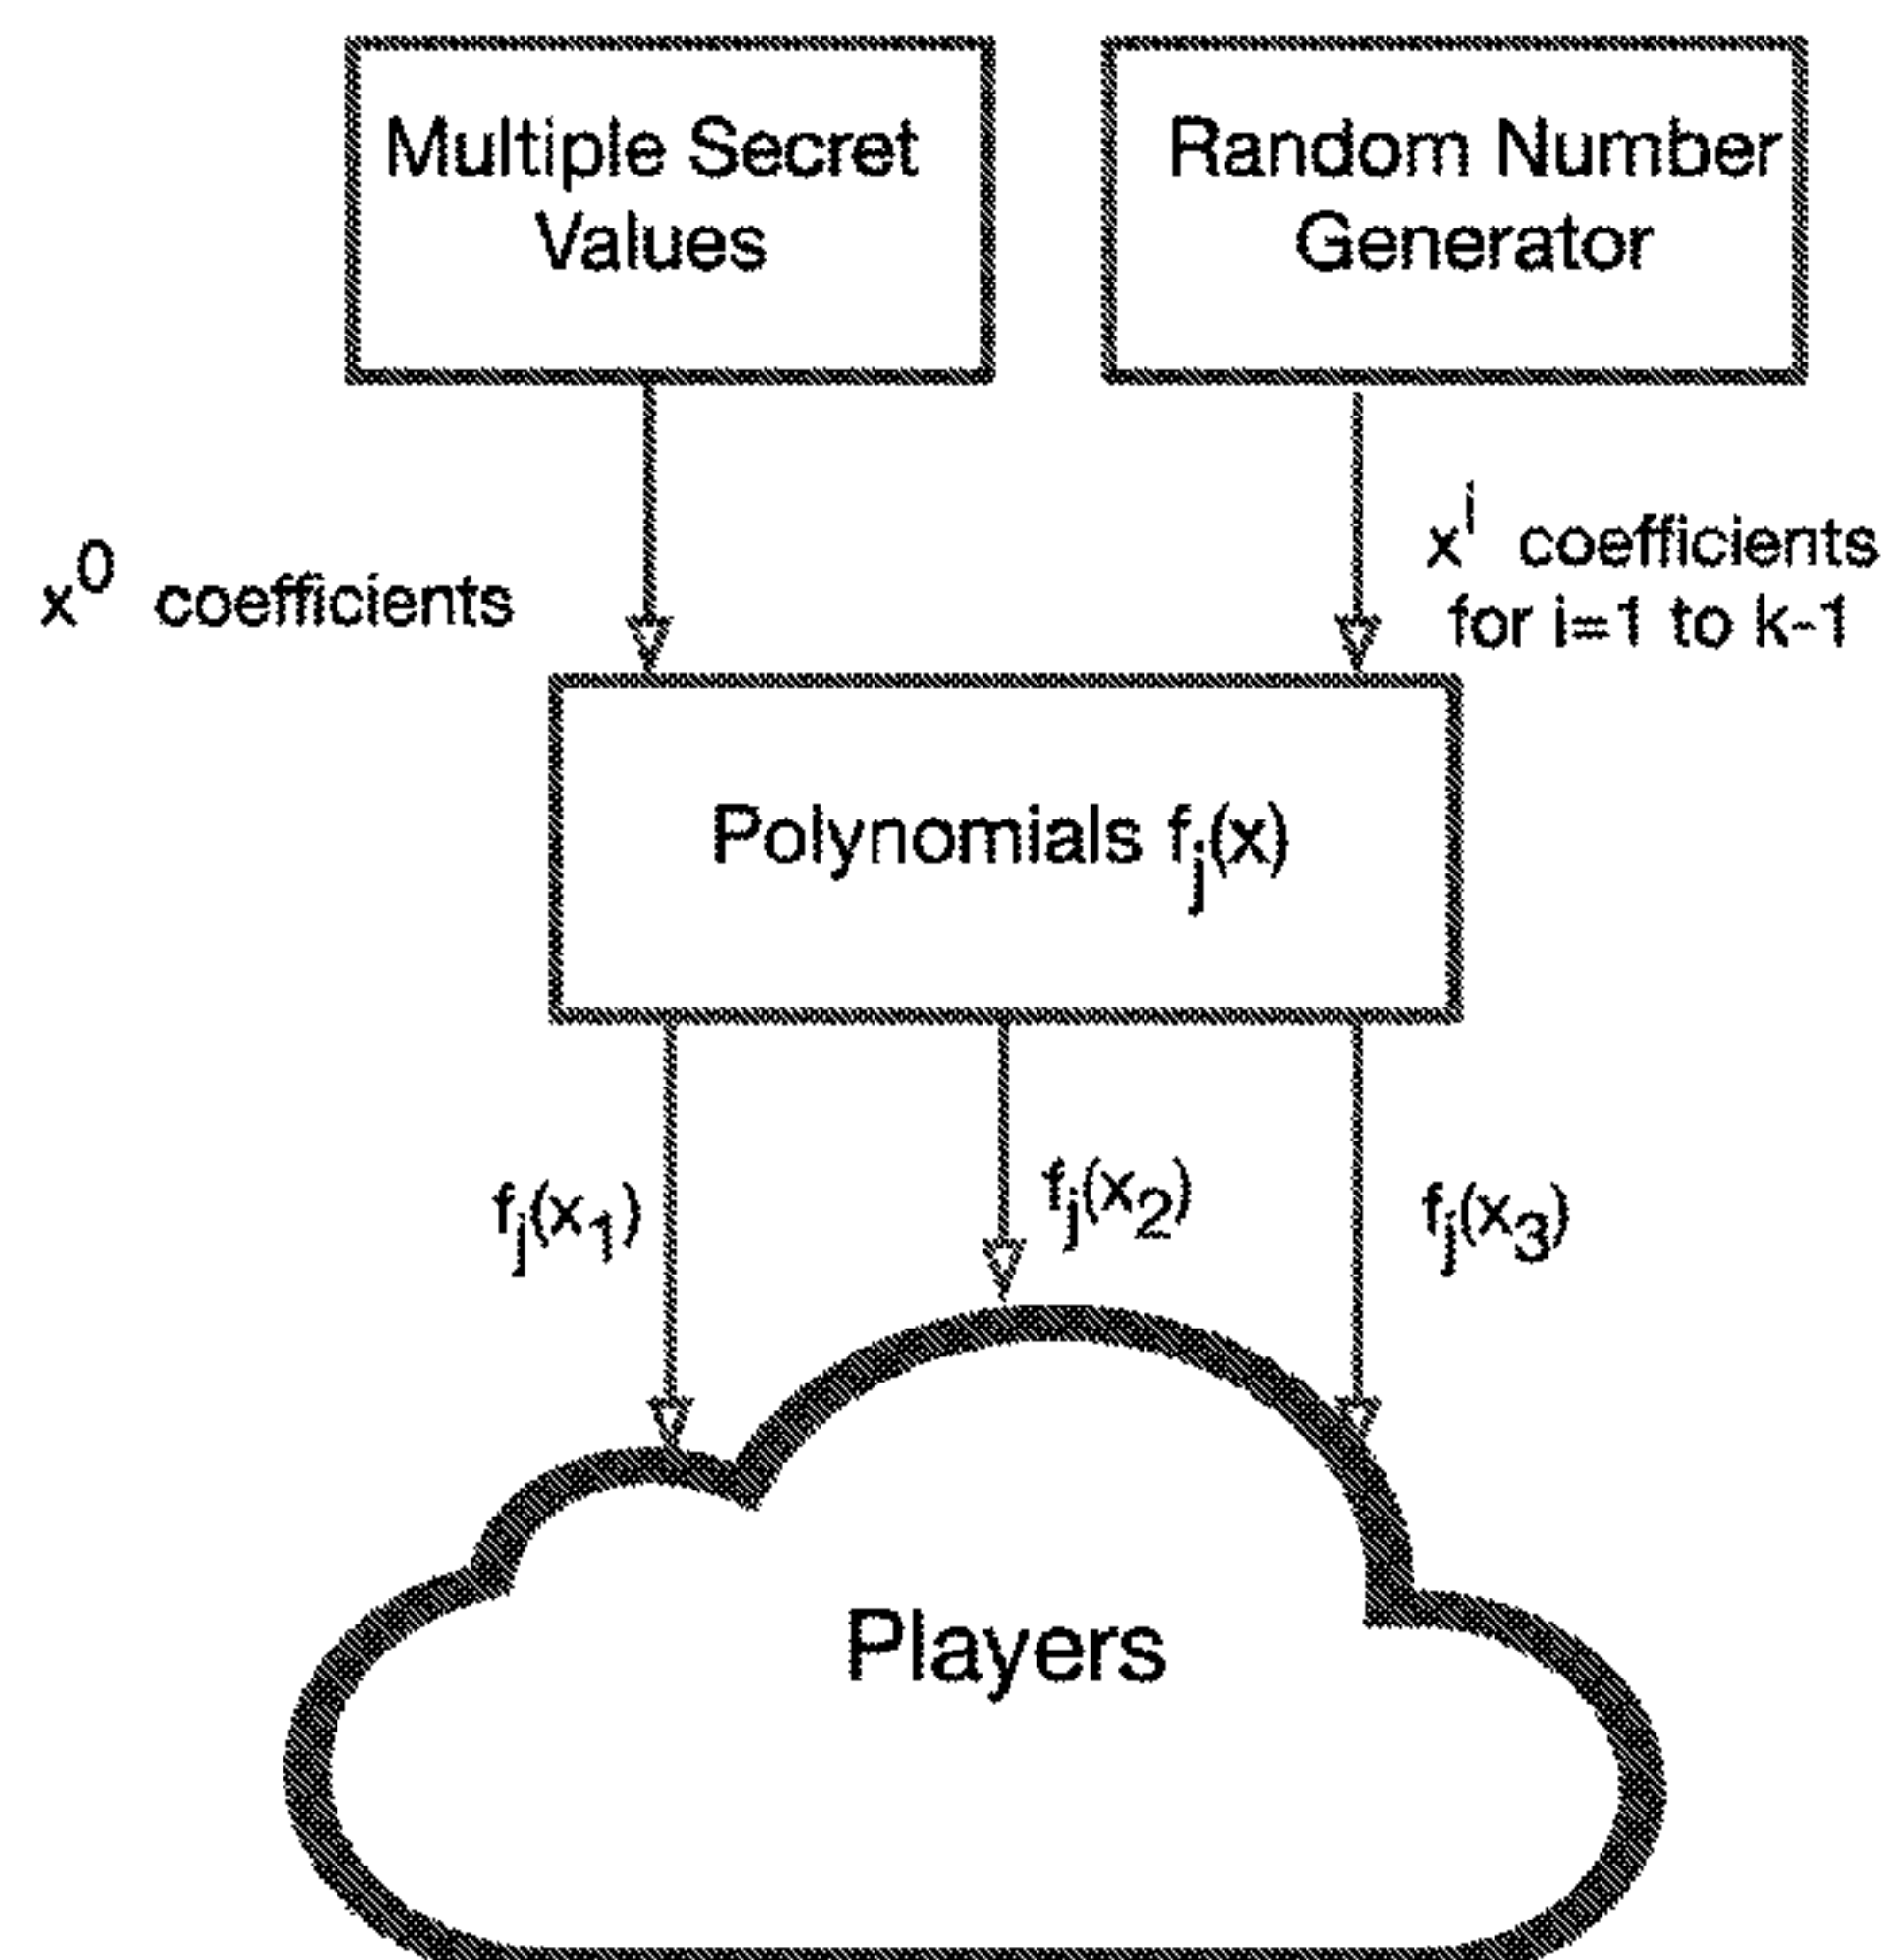 Multiple Secret
Values
Random Number
Generator
x⁰ coefficients
xⁱ coefficients
for i=1 to k-1
Polynomials fⱼ(x)
fⱼ(x₁)
fⱼ(x₂)
fⱼ(x₃)
Players